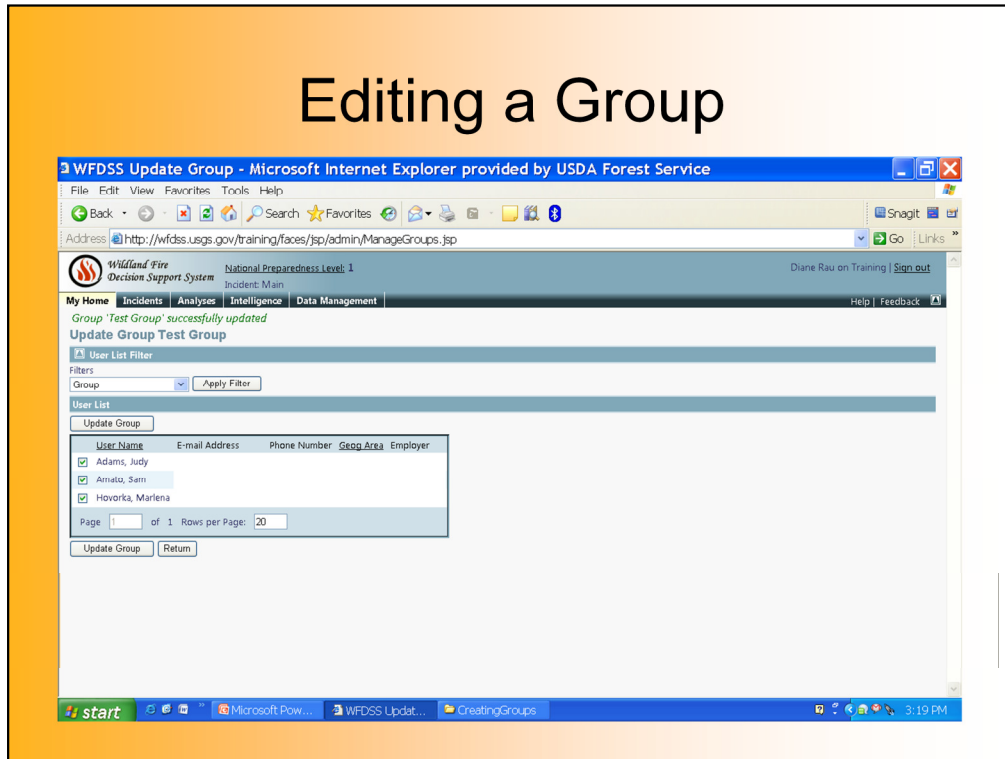 Editing a Group
WFDSS Update Group - Microsoft Internet Explorer provided by USDA Forest Service
File Edit View Favorites Tools Help
Back Search Favorites Snagit
Address http://wfdss.usgs.gov/training/faces/jsp/admin/ManageGroups.jsp Go Links »
Wildland Fire
Decision Support System
National Preparedness Level: 1
Incident: Main
Diane Rau on Training | Sign out
My Home Incidents Analyses Intelligence Data Management Help | Feedback
Group 'Test Group' successfully updated
Update Group Test Group
User List Filter
Filters
Group Apply Filter
User List
Update Group
User Name E-mail Address Phone Number Geog Area Employer
Adams, Judy
Amato, Sam
Hovorka, Marlena
Page 1 of 1 Rows per Page: 20
Update Group Return
start » Microsoft Pow... WFDSS Updat... CreatingGroups 3:19 PM